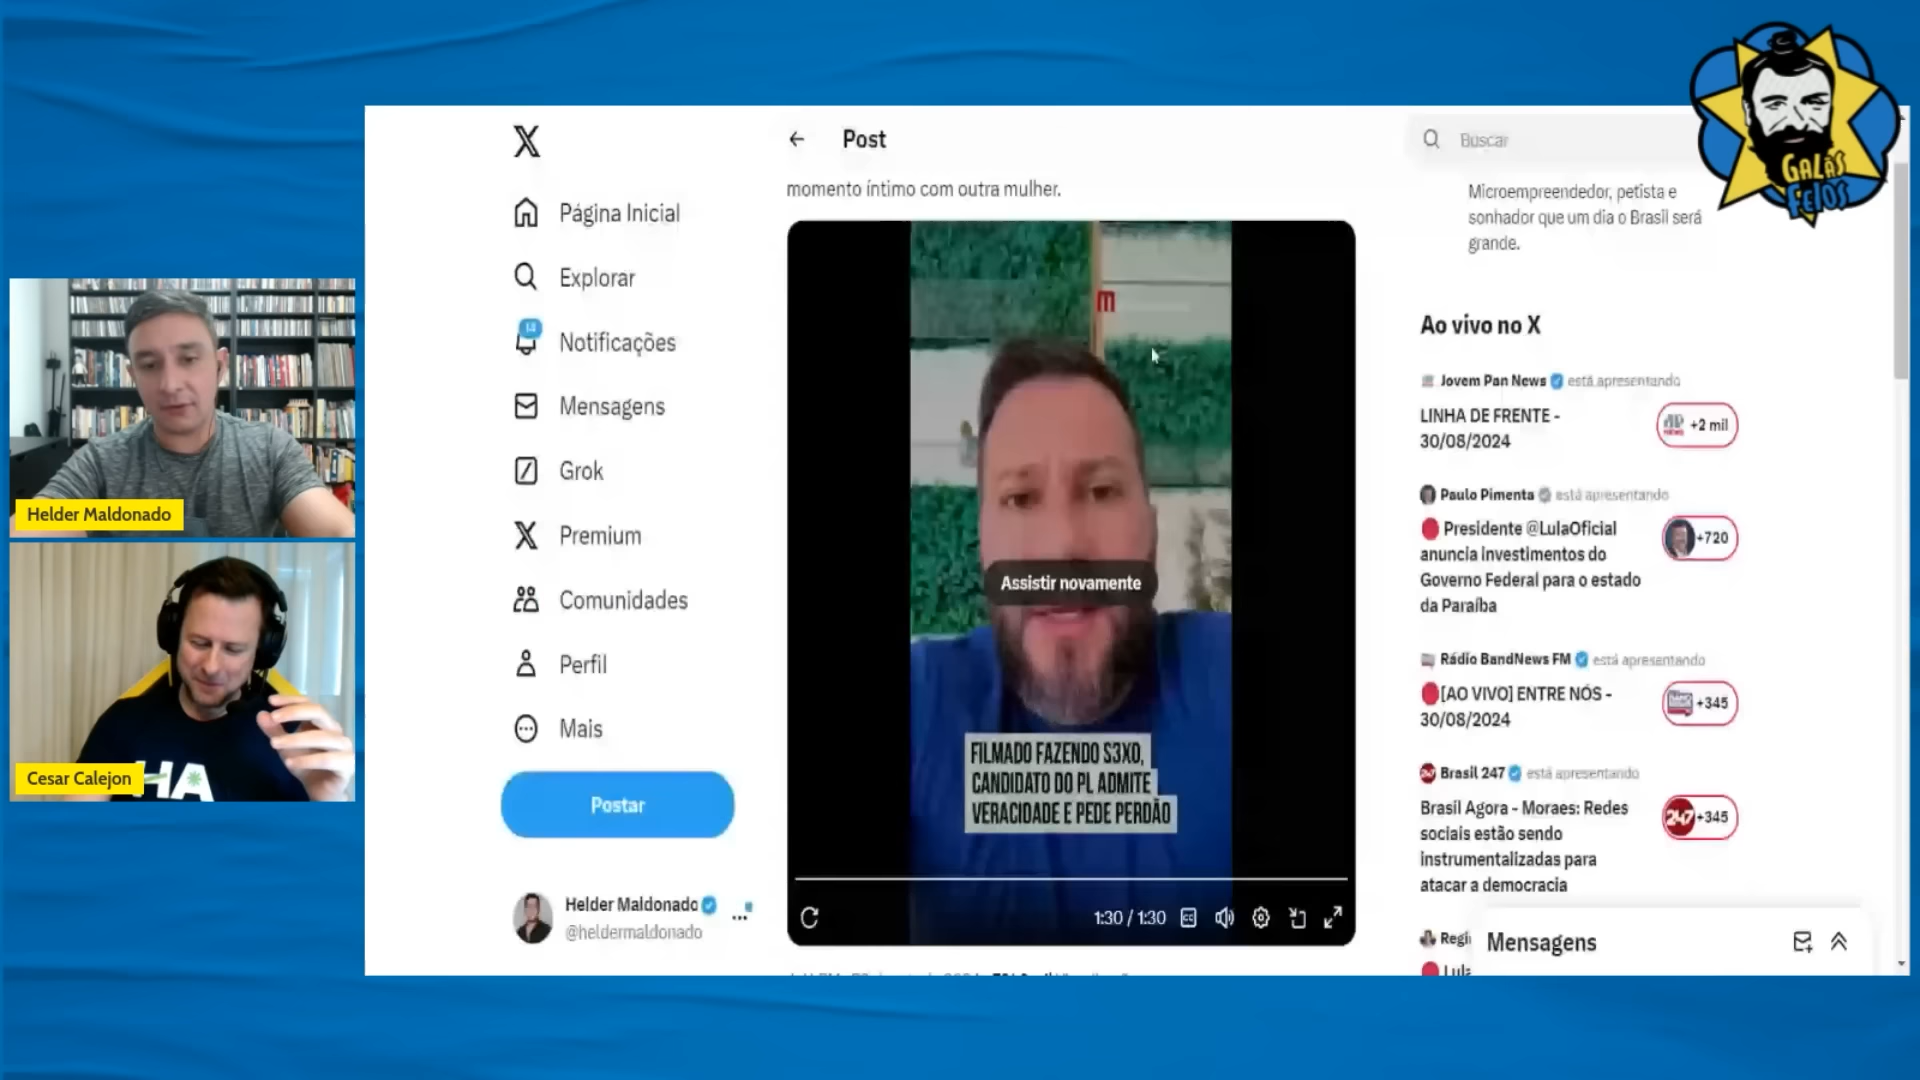 GALÃS
FEIOS
X
Post
Buscar
momento íntimo com outra mulher.
Página Inicial
Explorar
Notificações
Mensagens
Grok
Premium
Comunidades
Perfil
Mais
Postar
Helder Maldonado
@heldermaldonado
Helder Maldonado
Cesar Calejon
HA
m
Assistir novamente
FILMADO FAZENDO S3XO,
CANDIDATO DO PL ADMITE
VERACIDADE E PEDE PERDÃO
1:30 / 1:30
CC
Microempreendedor, petista e
sonhador que um dia o Brasil será
grande.
Ao vivo no X
Jovem Pan News está apresentando
LINHA DE FRENTE -
30/08/2024
+2 mil
Paulo Pimenta está apresentando
Presidente @LulaOficial
anuncia investimentos do
Governo Federal para o estado
da Paraíba
+720
Rádio BandNews FM está apresentando
[AO VIVO] ENTRE NÓS -
30/08/2024
+345
Brasil 247 está apresentando
Brasil Agora - Moraes: Redes
sociais estão sendo
instrumentalizadas para
atacar a democracia
247 +345
Mensagens